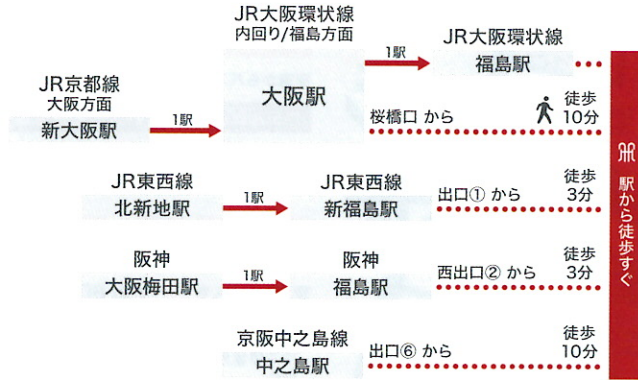 JR大阪環状線
内回り/福島方面
大阪駅
1駅
JR大阪環状線
福島駅
JR京都線
大阪方面
新大阪駅
1駅
桜橋口 から
徒歩
10分
JR東西線
北新地駅
1駅
JR東西線
新福島駅
出口① から
徒歩
3分
阪神
大阪梅田駅
1駅
阪神
福島駅
西出口② から
徒歩
3分
京阪中之島線
中之島駅
出口⑥ から
徒歩
10分
駅から徒歩すぐ